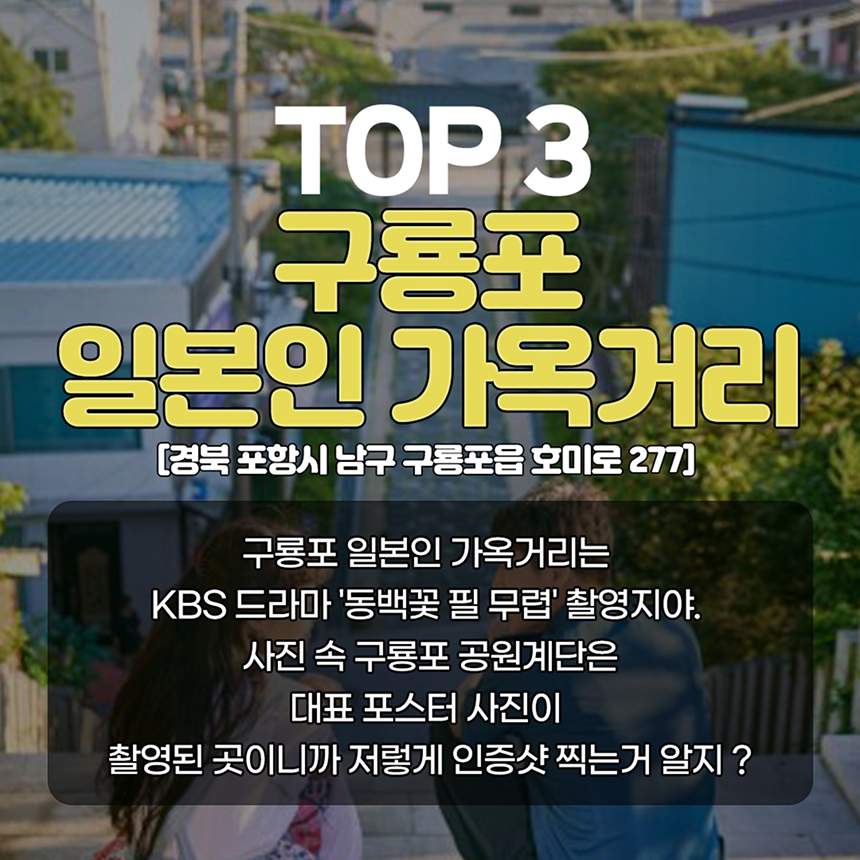 TOP 3
구룡포
일본인 가옥거리
[경북 포항시 남구 구룡포읍 호미로 277]
구룡포 일본인 가옥거리는
KBS 드라마 '동백꽃 필 무렵' 촬영지야.
사진 속 구룡포 공원계단은
대표 포스터 사진이
촬영된 곳이니까 저렇게 인증샷 찍는거 알지 ?